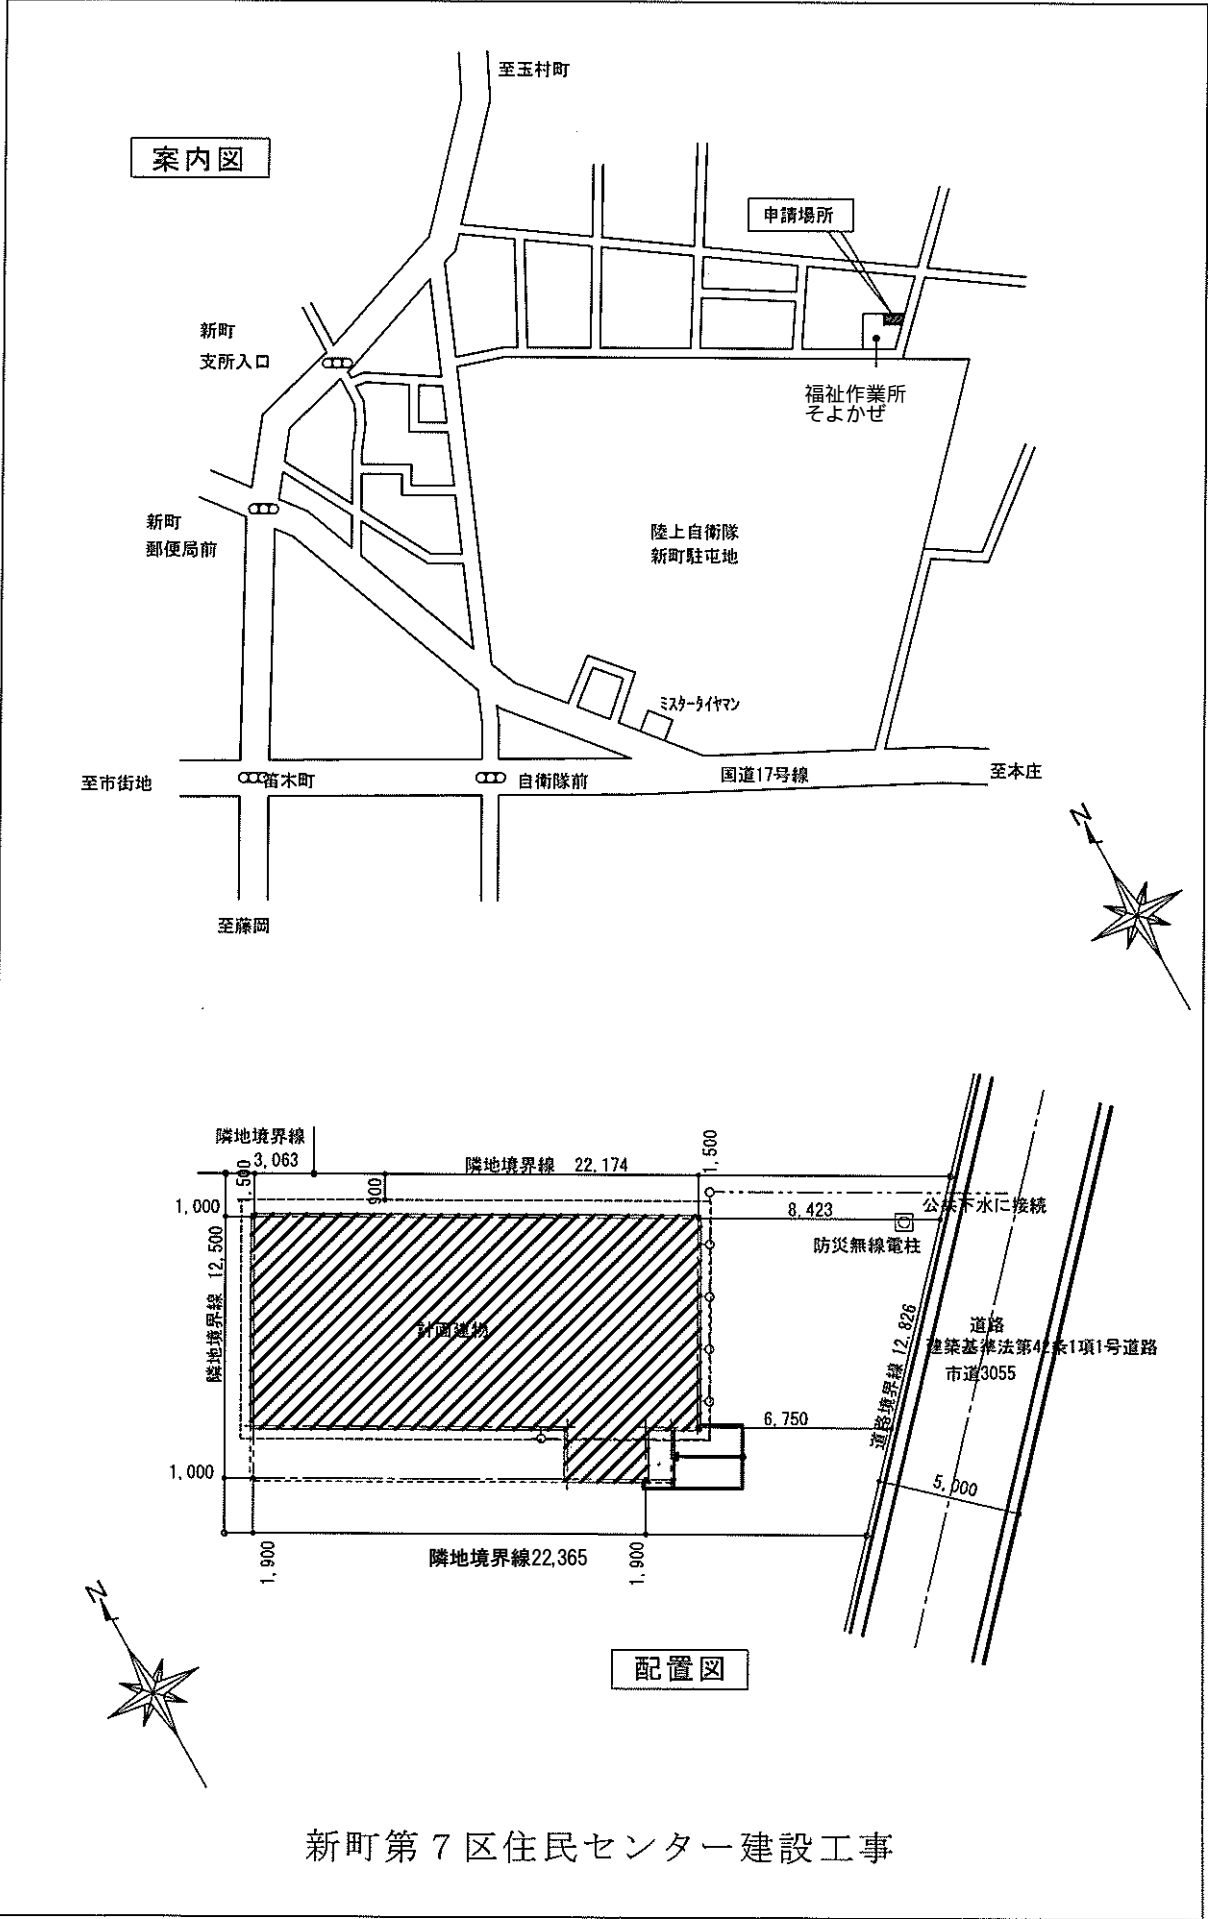 至玉村町
案内図
申請場所
新町
支所入口
福祉作業所
そよかぜ
新町
郵便局前
陸上自衛隊
新町駐屯地
ミスタータイヤマン
至市街地
笛木町
自衛隊前
国道17号線
至本庄
N
至藤岡
隣地境界線
3,063
1,500
900
隣地境界線 22,174
1,500
1,000
8,423
公共下水に接続
防災無線電柱
隣地境界線 12,500
計画建物
道路境界線 12,826
道路
建築基準法第42条1項1号道路
市道3055
6,750
1,000
5,000
1,900
隣地境界線22,365
1,900
N
配置図
新町第７区住民センター建設工事